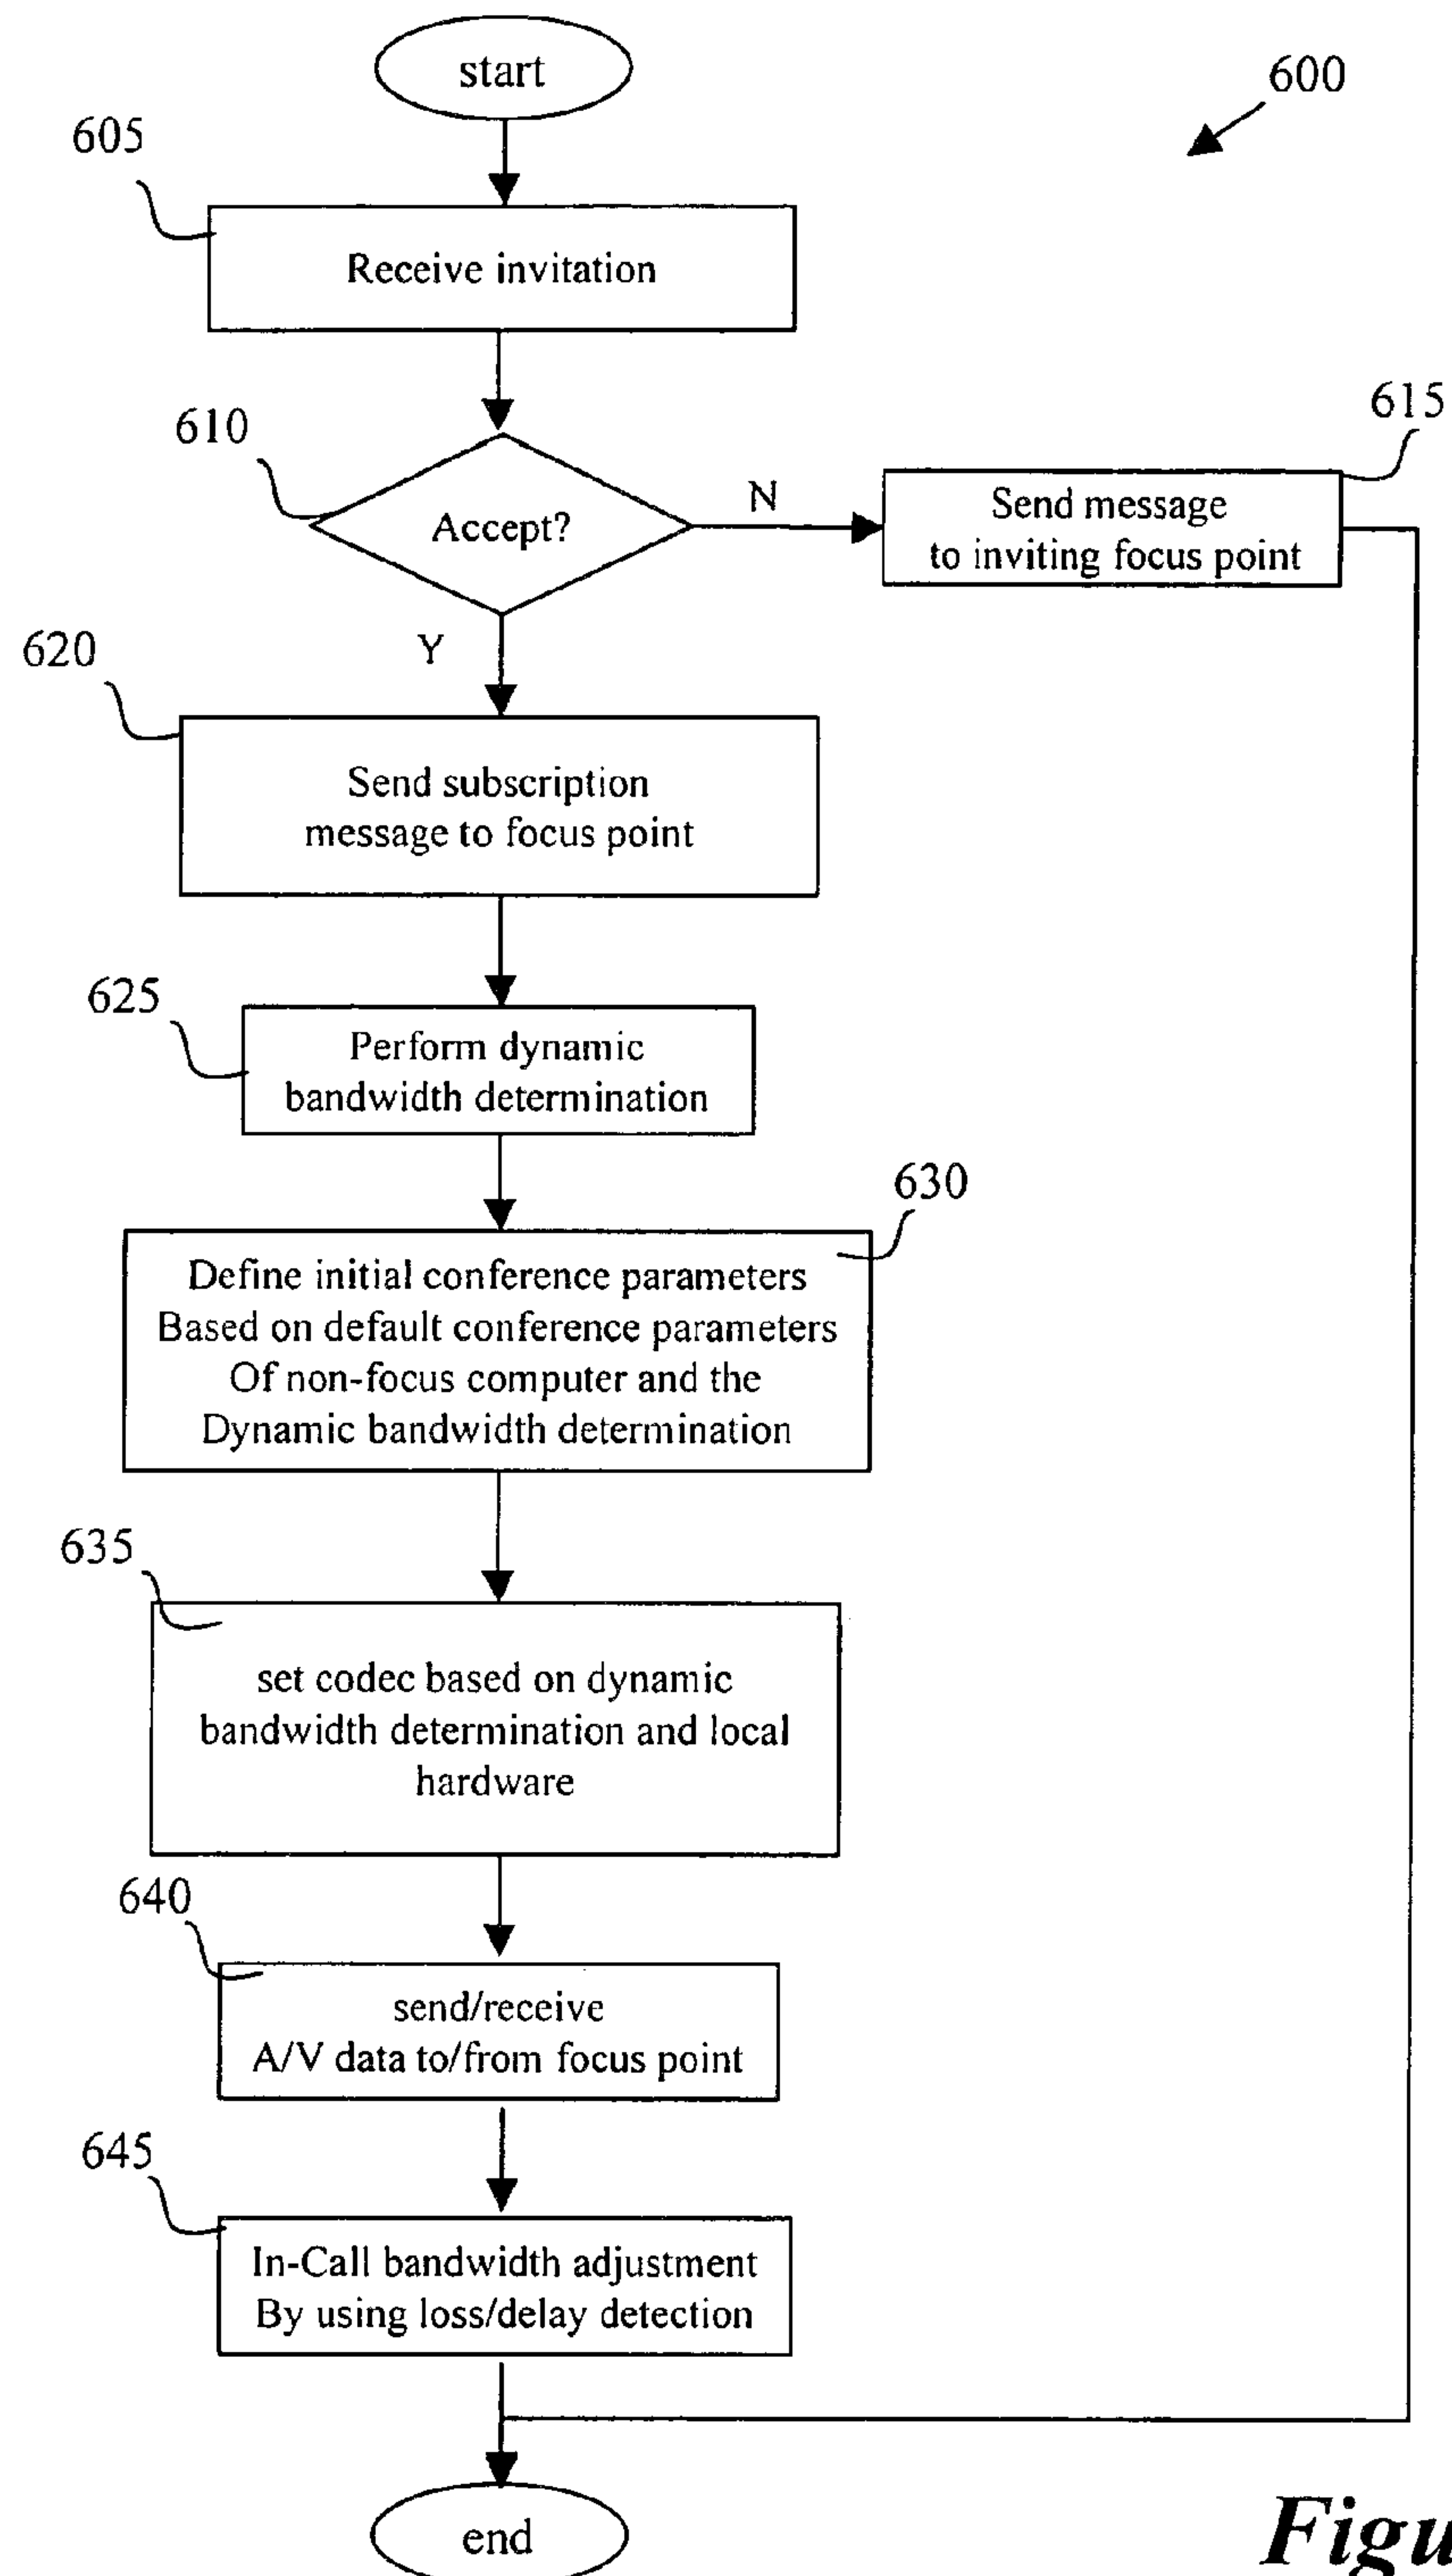 start
600
605
Receive invitation
610
Accept?
N
615
Send message
to inviting focus point
Y
620
Send subscription
message to focus point
625
Perform dynamic
bandwidth determination
630
Define initial conference parameters
Based on default conference parameters
Of non-focus computer and the
Dynamic bandwidth determination
635
set codec based on dynamic
bandwidth determination and local
hardware
640
send/receive
A/V data to/from focus point
645
In-Call bandwidth adjustment
By using loss/delay detection
end